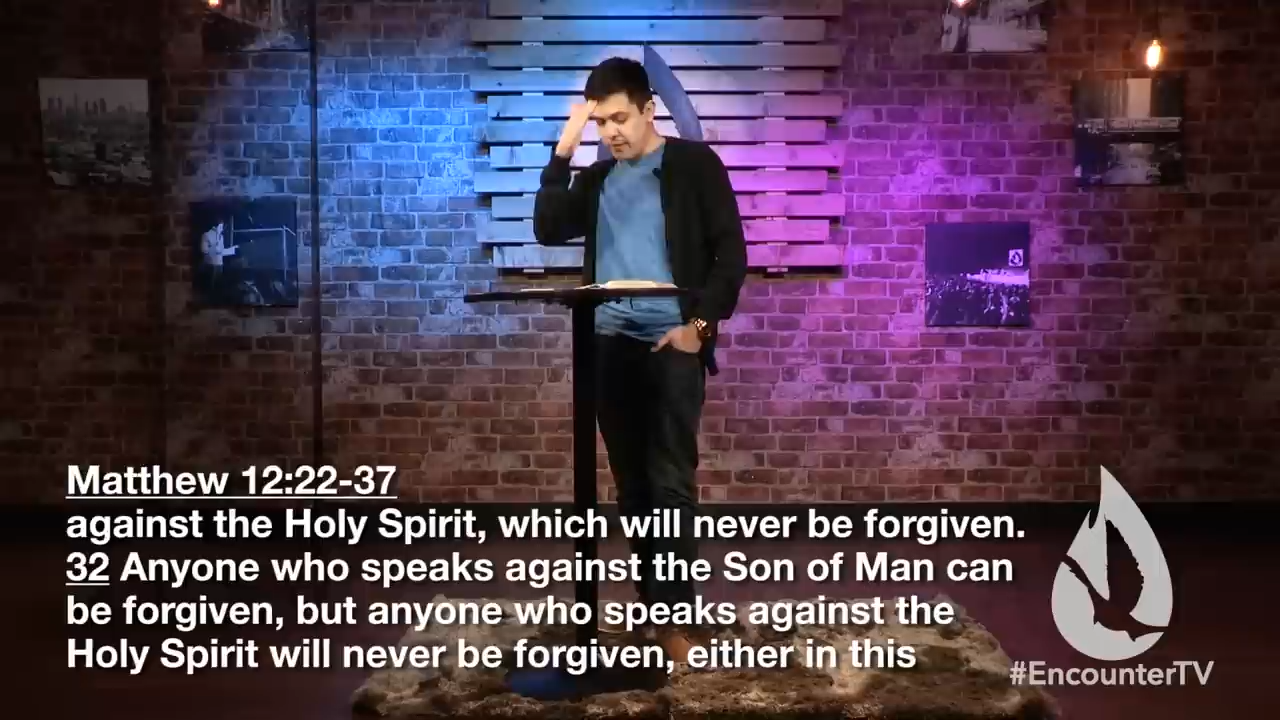 Matthew 12:22-37
against the Holy Spirit, which will never be forgiven.
32 Anyone who speaks against the Son of Man can
be forgiven, but anyone who speaks against the
Holy Spirit will never be forgiven, either in this
#EncounterTV